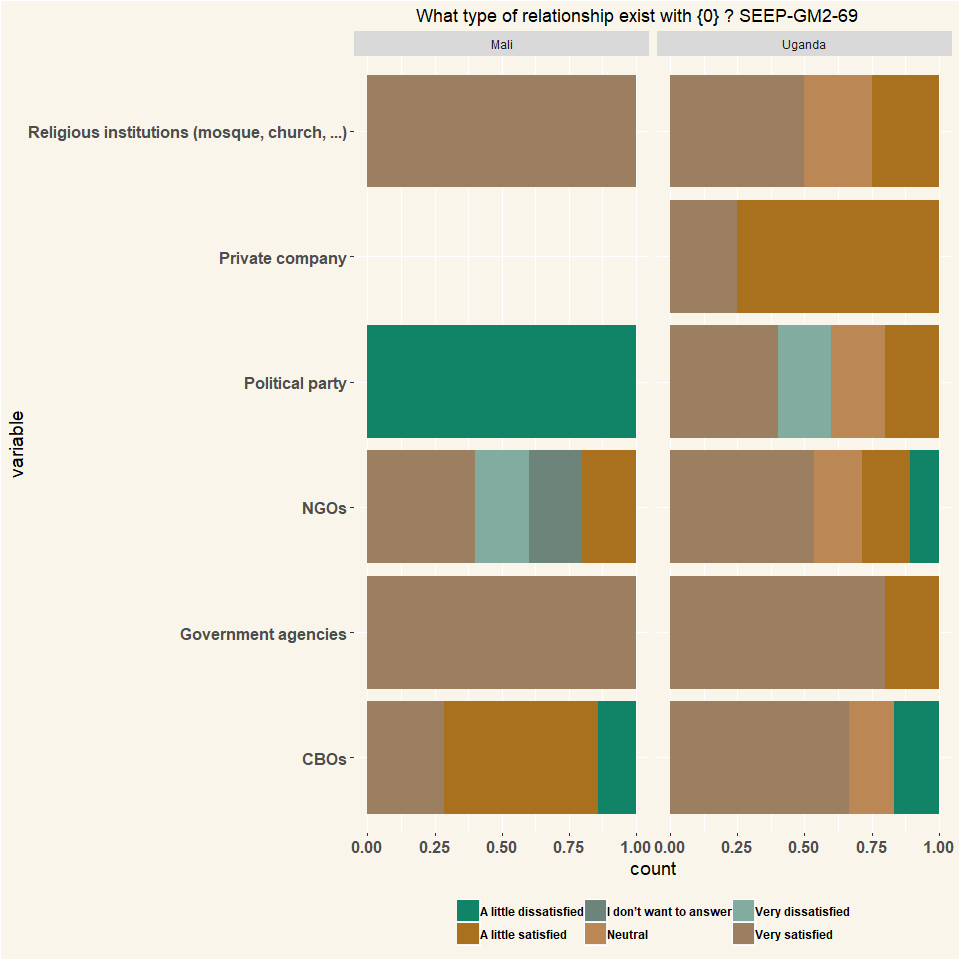 What type of relationship exist with {0} ? SEEP-GM2-69
Mali
Uganda
Religious institutions (mosque, church, ...)
Private company
Political party
NGOs
Government agencies
CBOs
variable
0.00 0.25 0.50 0.75 1.00 0.00 0.25 0.50 0.75 1.00
count
A little dissatisfied I don't want to answer Very dissatisfied
A little satisfied Neutral Very satisfied